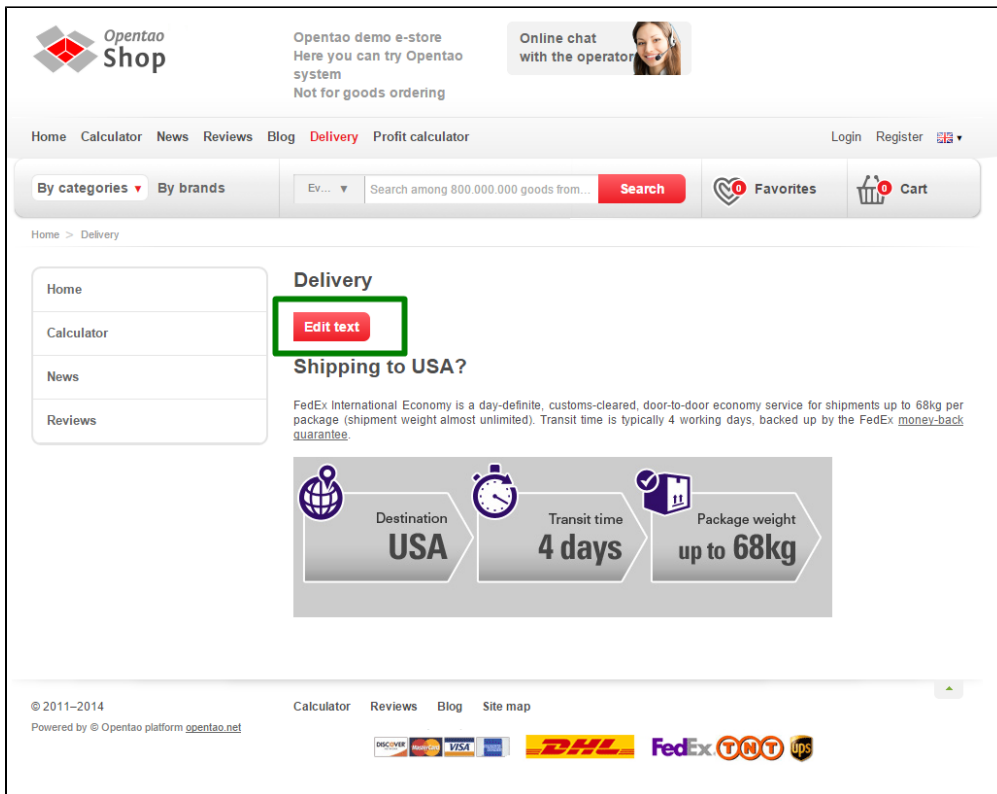 Opentao
Shop
Opentao demo e-store
Here you can try Opentao
system
Not for goods ordering
Online chat
with the operator
Home Calculator News Reviews Blog Delivery Profit calculator
Login Register
By categories By brands
Ev... Search among 800.000.000 goods from... Search
0 Favorites
0 Cart
Home > Delivery
Home
Calculator
News
Reviews
Delivery
Edit text
Shipping to USA?
FedEx International Economy is a day-definite, customs-cleared, door-to-door economy service for shipments up to 68kg per
package (shipment weight almost unlimited). Transit time is typically 4 working days, backed up by the FedEx money-back
guarantee.
Destination
USA
Transit time
4 days
Package weight
up to 68kg
© 2011–2014
Powered by © Opentao platform opentao.net
Calculator Reviews Blog Site map
DISCOVER MasterCard VISA DHL FedEx TNT ups